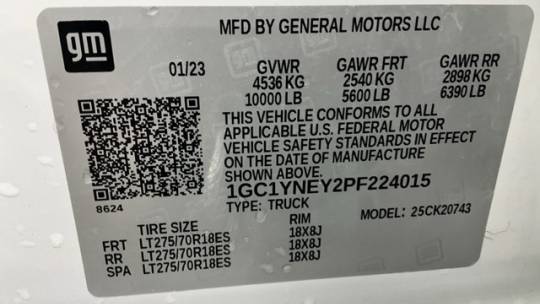 gm
MFD BY GENERAL MOTORS LLC
01/23 GVWR GAWR FRT GAWR RR
4536 KG 2540 KG 2898 KG
10000 LB 5600 LB 6390 LB
THIS VEHICLE CONFORMS TO ALL
APPLICABLE U.S. FEDERAL MOTOR
VEHICLE SAFETY STANDARDS IN EFFECT
ON THE DATE OF MANUFACTURE
SHOWN ABOVE.
8624
1GC1YNEY2PF224015
TYPE: TRUCK MODEL: 25CK20743
TIRE SIZE RIM
FRT LT275/70R18ES 18X8J
RR LT275/70R18ES 18X8J
SPA LT275/70R18ES 18X8J